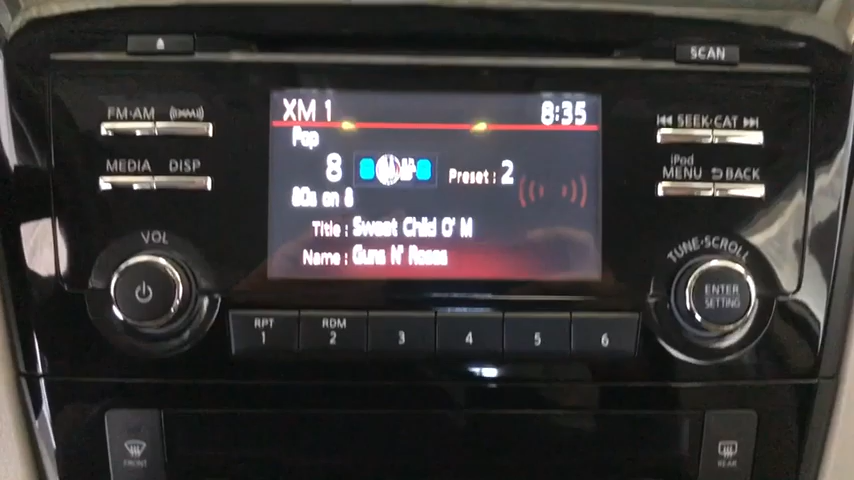 SCAN
FM·AM
((XM))
MEDIA
DISP
VOL
XM 1
8:35
Pop
8
Preset : 2
80s on 8
Title : Sweet Child O' M
Name : Guns N' Roses
SEEK·CAT
iPod
MENU
BACK
TUNE·SCROLL
ENTER
SETTING
RPT
1
RDM
2
3
4
5
6
FRONT
REAR